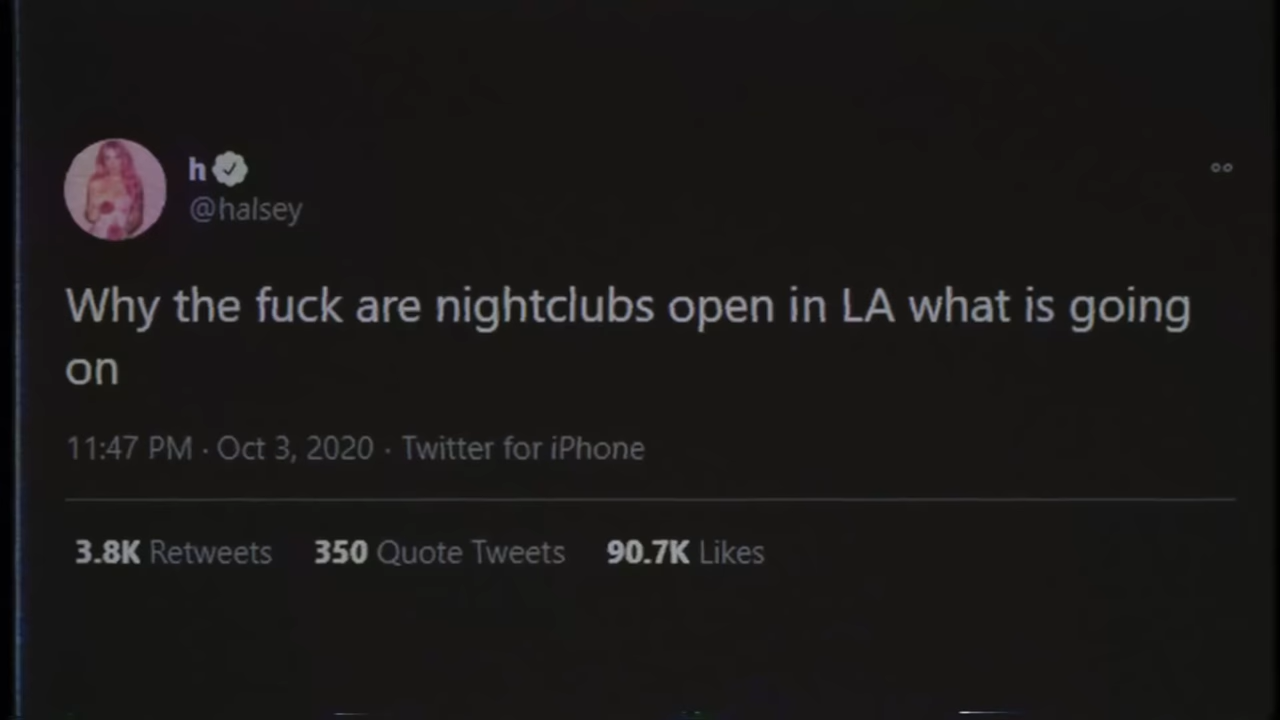 h
@halsey
Why the fuck are nightclubs open in LA what is going
on
11:47 PM · Oct 3, 2020 · Twitter for iPhone
3.8K Retweets 350 Quote Tweets 90.7K Likes